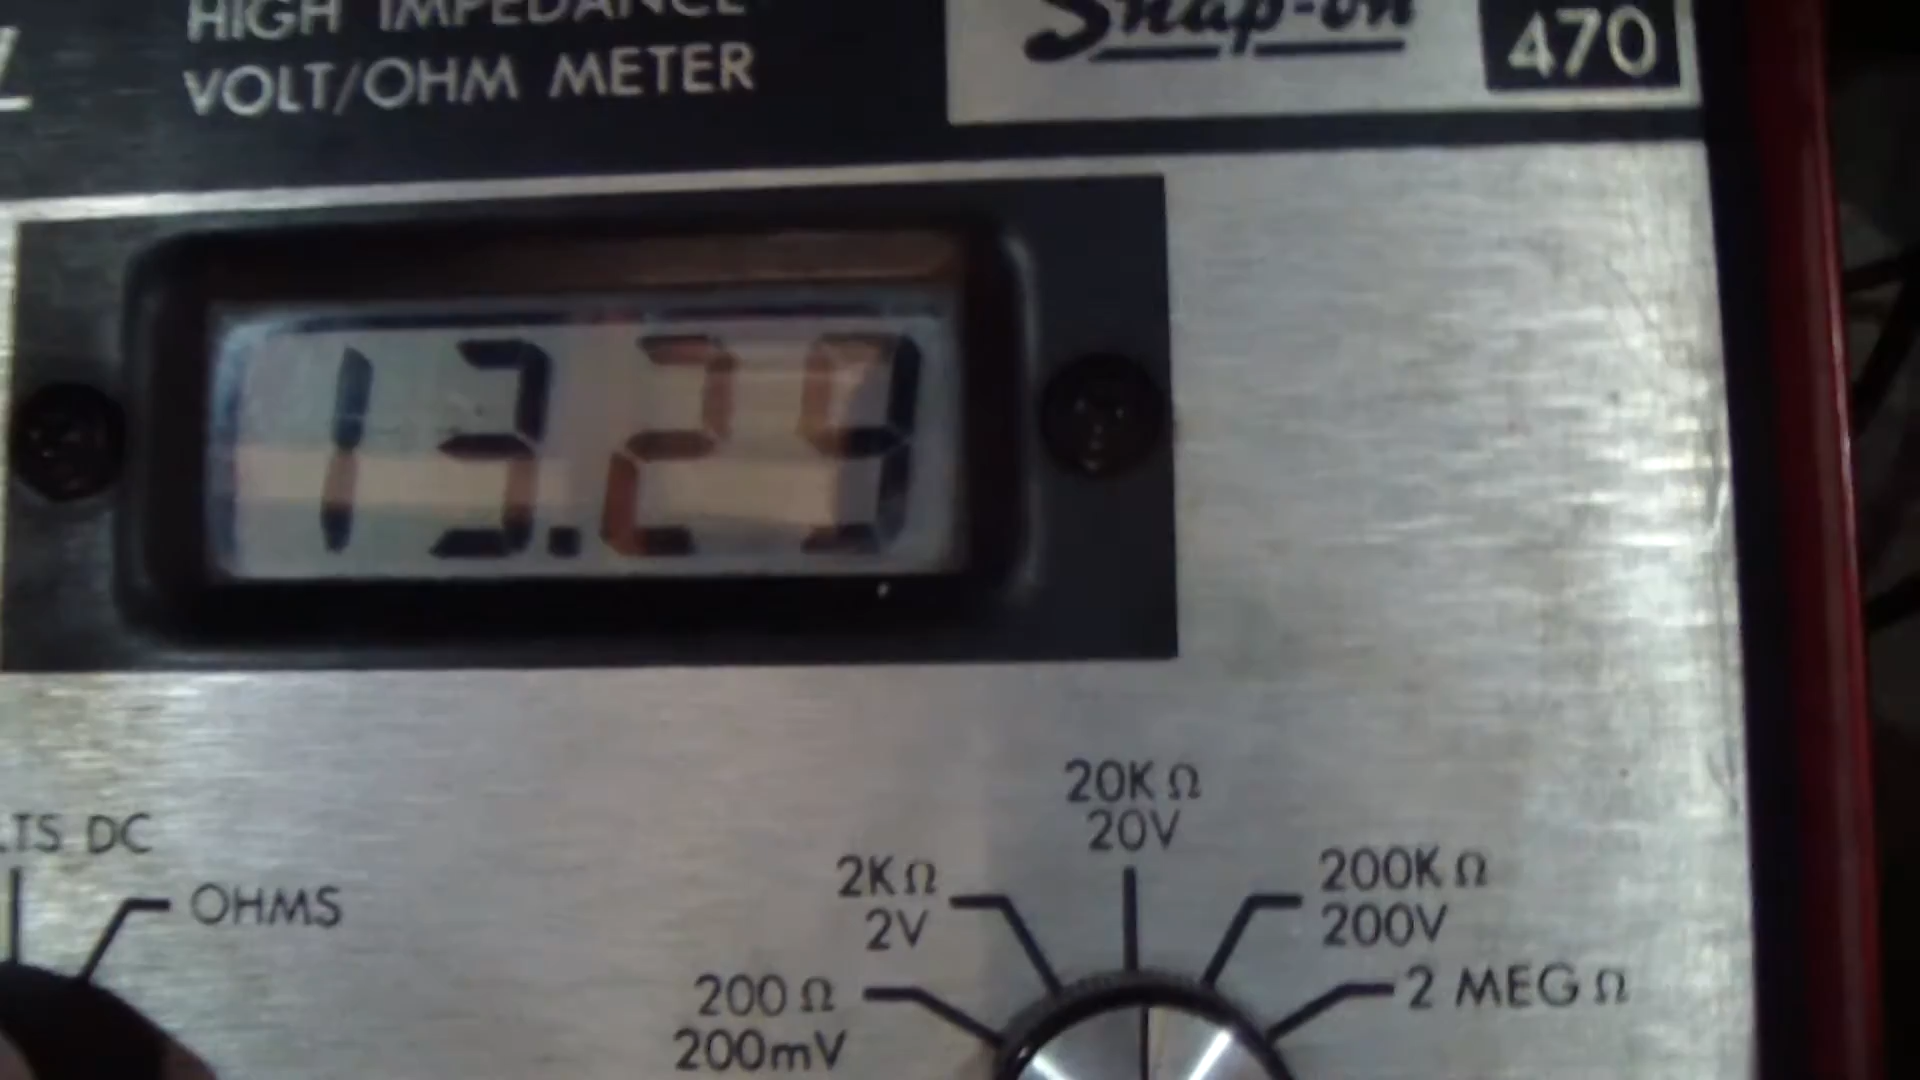 HIGH IMPEDANCE
VOLT/OHM METER
Snap-on
470
13.29
LTS DC
OHMS
20K Ω
20V
2K Ω
2V
200K Ω
200V
200 Ω
200mV
2 MEG Ω